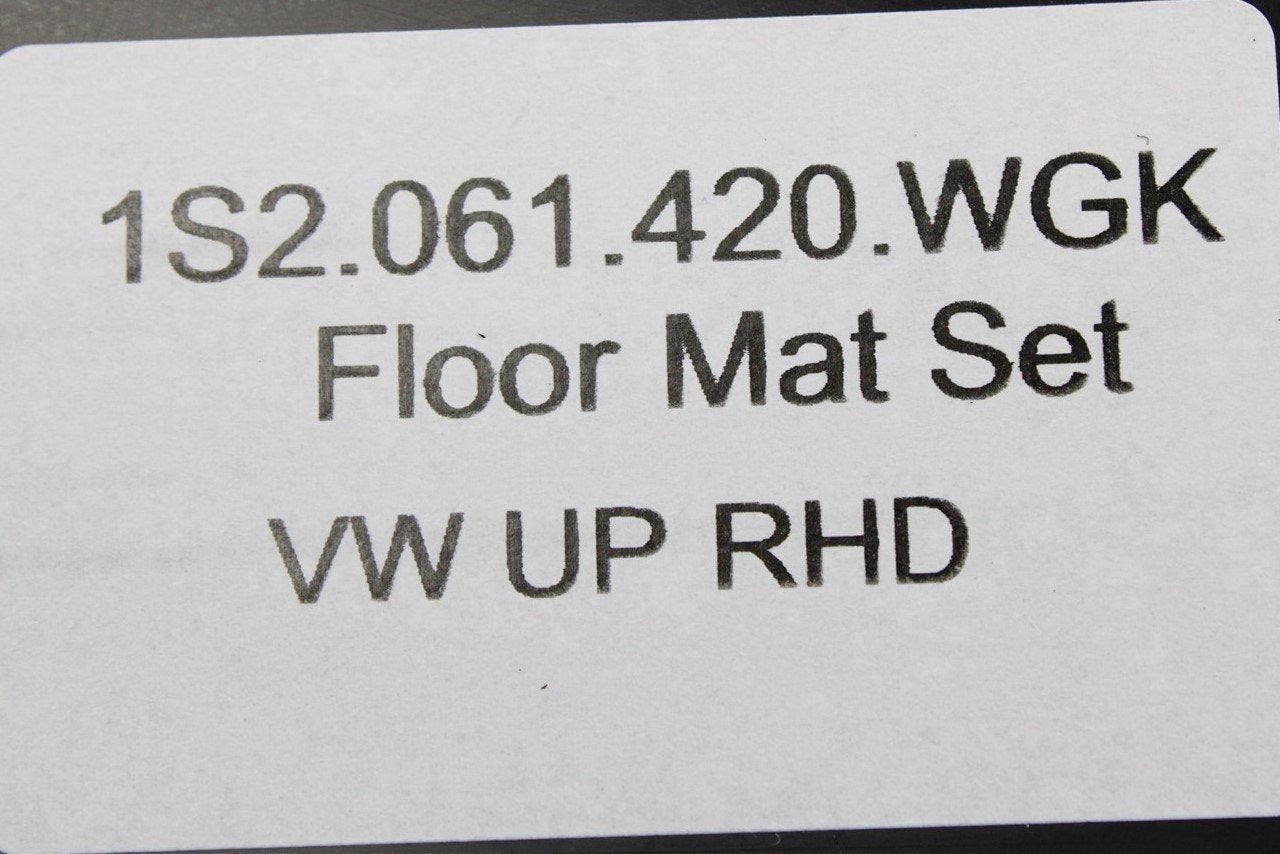 1S2.061.420.WGK
Floor Mat Set
VW UP RHD